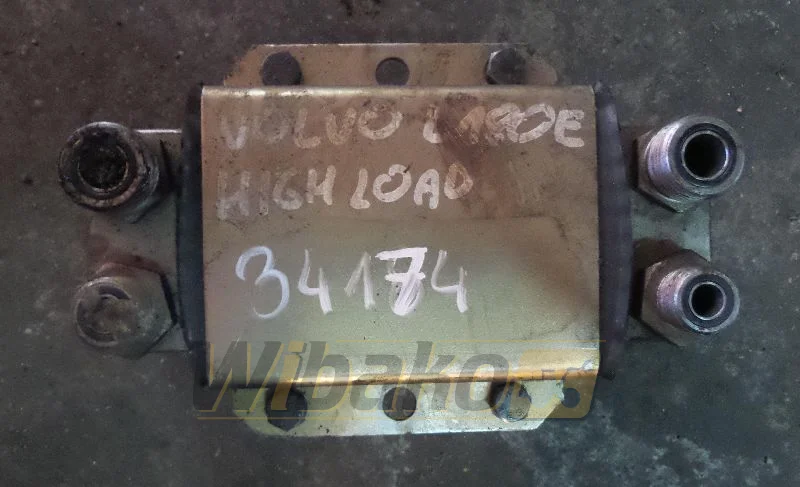 VOLVO L180E
HIGH LOAD
34174
Wibako